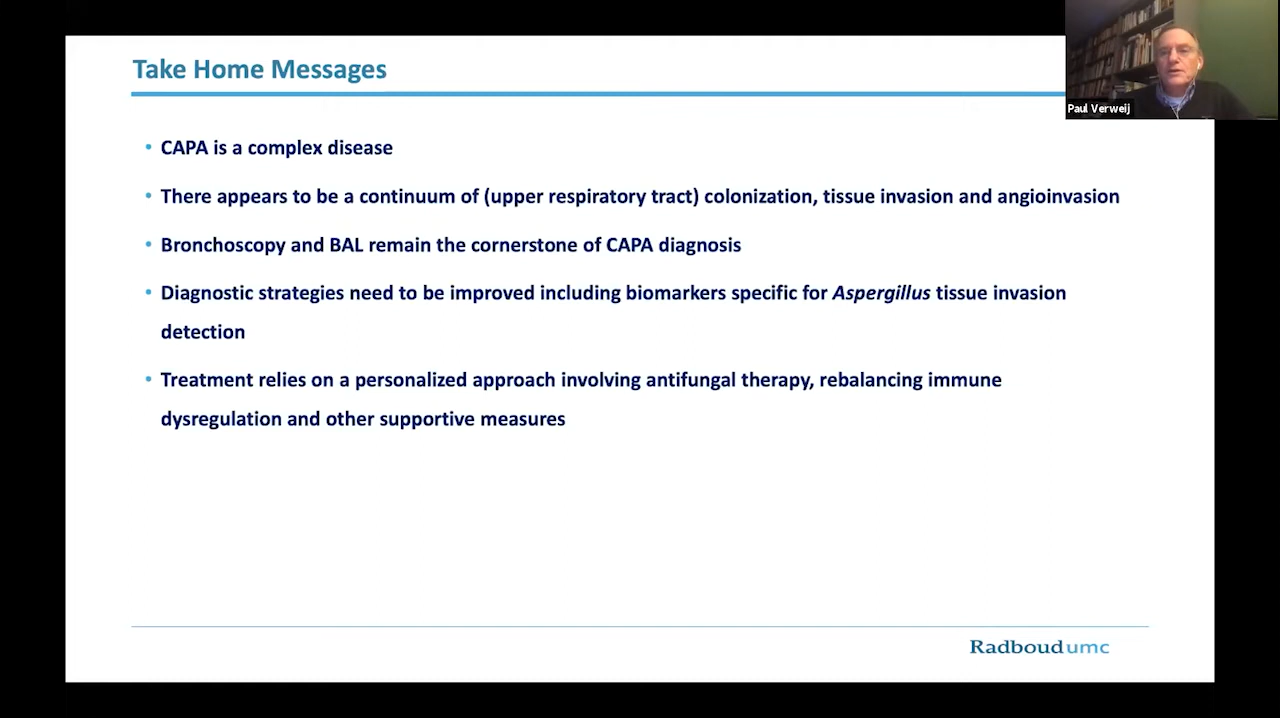 Take Home Messages
Paul Verweij
• CAPA is a complex disease
• There appears to be a continuum of (upper respiratory tract) colonization, tissue invasion and angioinvasion
• Bronchoscopy and BAL remain the cornerstone of CAPA diagnosis
• Diagnostic strategies need to be improved including biomarkers specific for Aspergillus tissue invasion
detection
• Treatment relies on a personalized approach involving antifungal therapy, rebalancing immune
dysregulation and other supportive measures
Radboudumc